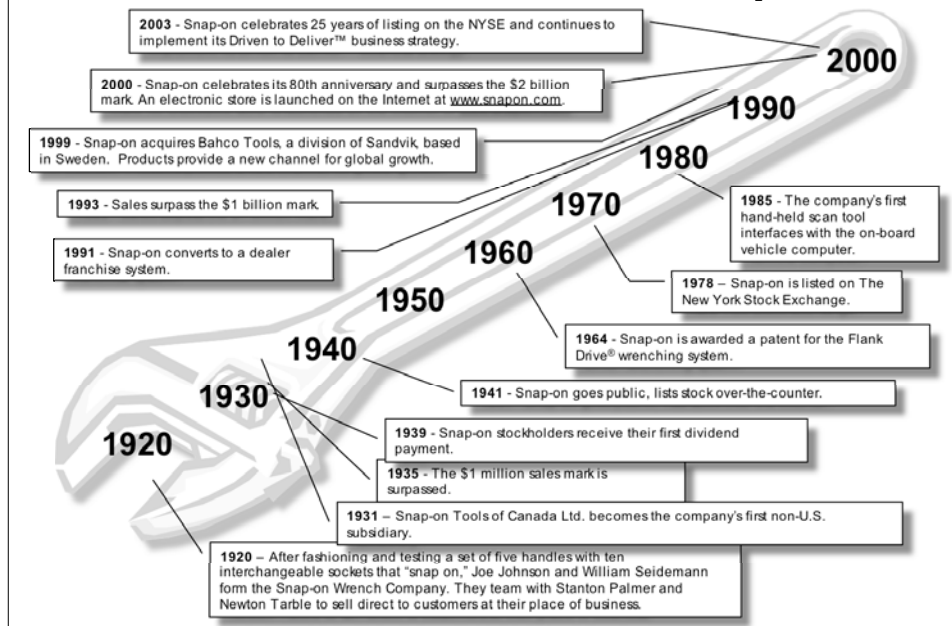 2003 - Snap-on celebrates 25 years of listing on the NYSE and continues to
implement its Driven to Deliver™ business strategy.
2000
2000 - Snap-on celebrates its 80th anniversary and surpasses the $2 billion
mark. An electronic store is launched on the Internet at www.snapon.com.
1990
1999 - Snap-on acquires Bahco Tools, a division of Sandvik, based
in Sweden. Products provide a new channel for global growth.
1980
1993 - Sales surpass the $1 billion mark.
1985 - The company's first
hand-held scan tool
interfaces with the on-board
vehicle computer.
1970
1991 - Snap-on converts to a dealer
franchise system.
1960
1978 – Snap-on is listed on The
New York Stock Exchange.
1950
1964 - Snap-on is awarded a patent for the Flank
Drive® wrenching system.
1940
1941 - Snap-on goes public, lists stock over-the-counter.
1930
1939 - Snap-on stockholders receive their first dividend
payment.
1920
1935 - The $1 million sales mark is
surpassed.
1931 – Snap-on Tools of Canada Ltd. becomes the company's first non-U.S.
subsidiary.
1920 – After fashioning and testing a set of five handles with ten
interchangeable sockets that “snap on,” Joe Johnson and William Seidemann
form the Snap-on Wrench Company. They team with Stanton Palmer and
Newton Tarble to sell direct to customers at their place of business.